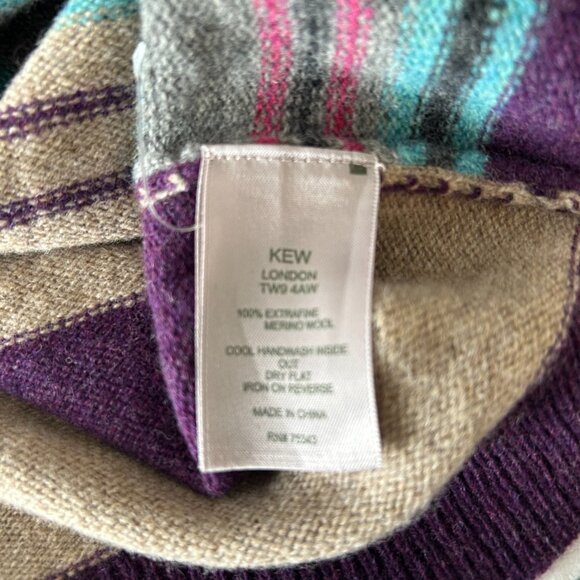 KEW
LONDON
TW9 4AW
100% EXTRAFINE
MERINO WOOL
COOL HANDWASH INSIDE
OUT
DRY FLAT
IRON ON REVERSE
MADE IN CHINA
RN#